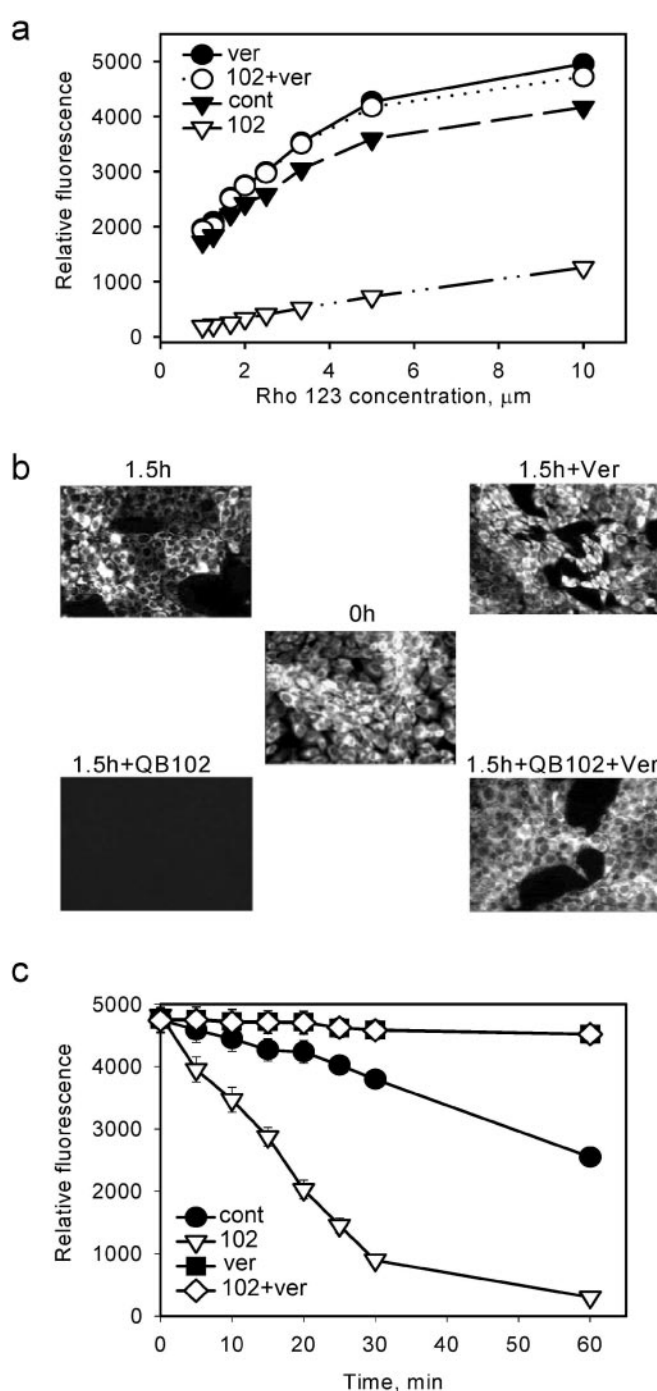 a
ver
102+ver
cont
102
5000
4000
3000
2000
1000
0
Relative fluorescence
0 2 4 6 8 10
Rho 123 concentration, μm
b
1.5h 1.5h+Ver
0h
1.5h+QB102 1.5h+QB102+Ver
c
5000
4000
3000
2000
1000
0
Relative fluorescence
cont
102
ver
102+ver
0 10 20 30 40 50 60
Time, min